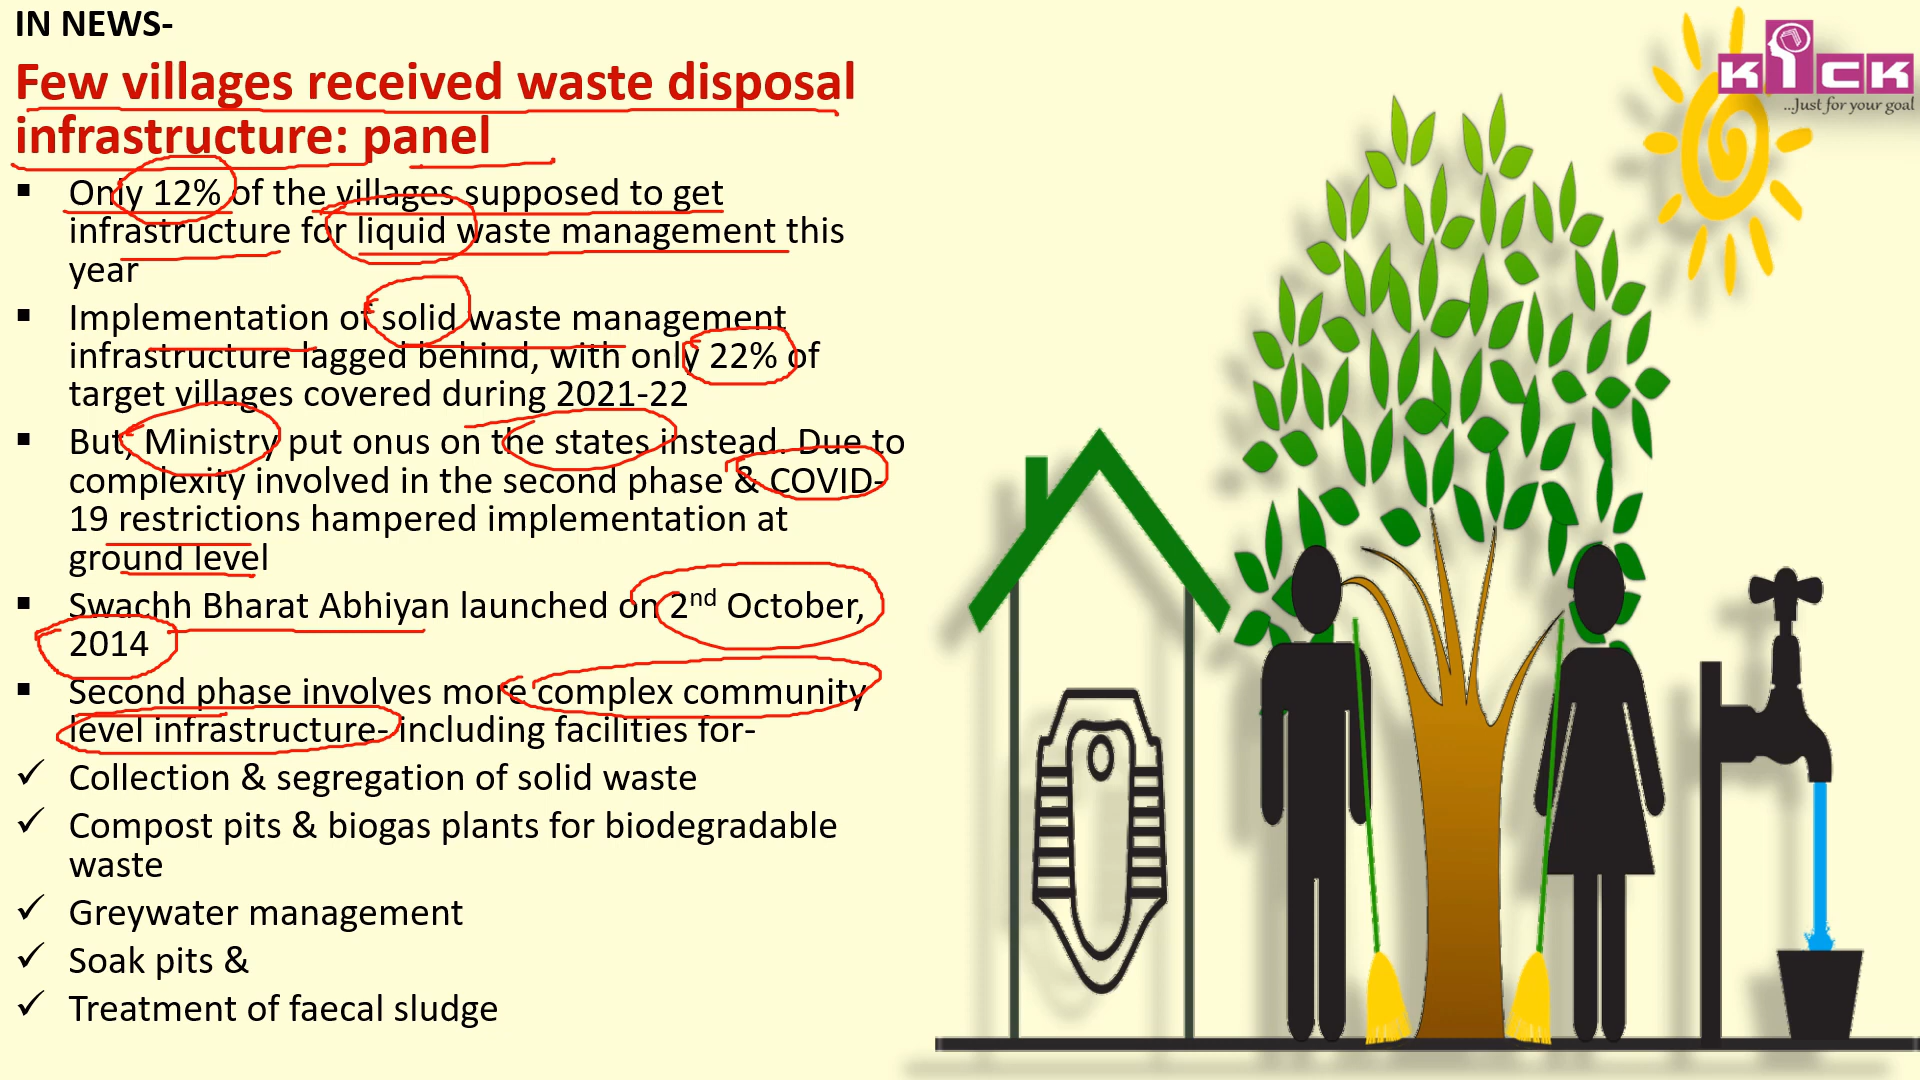 IN NEWS-
Few villages received waste disposal
infrastructure: panel
▪ Only 12% of the villages supposed to get
infrastructure for liquid waste management this
year
▪ Implementation of solid waste management
infrastructure lagged behind, with only 22% of
target villages covered during 2021-22
▪ But, Ministry put onus on the states instead. Due to
complexity involved in the second phase & COVID-
19 restrictions hampered implementation at
ground level
▪ Swachh Bharat Abhiyan launched on 2nd October,
2014
▪ Second phase involves more complex community
level infrastructure- including facilities for-
✓ Collection & segregation of solid waste
✓ Compost pits & biogas plants for biodegradable
waste
✓ Greywater management
✓ Soak pits &
✓ Treatment of faecal sludge
KICK
...Just for your goal